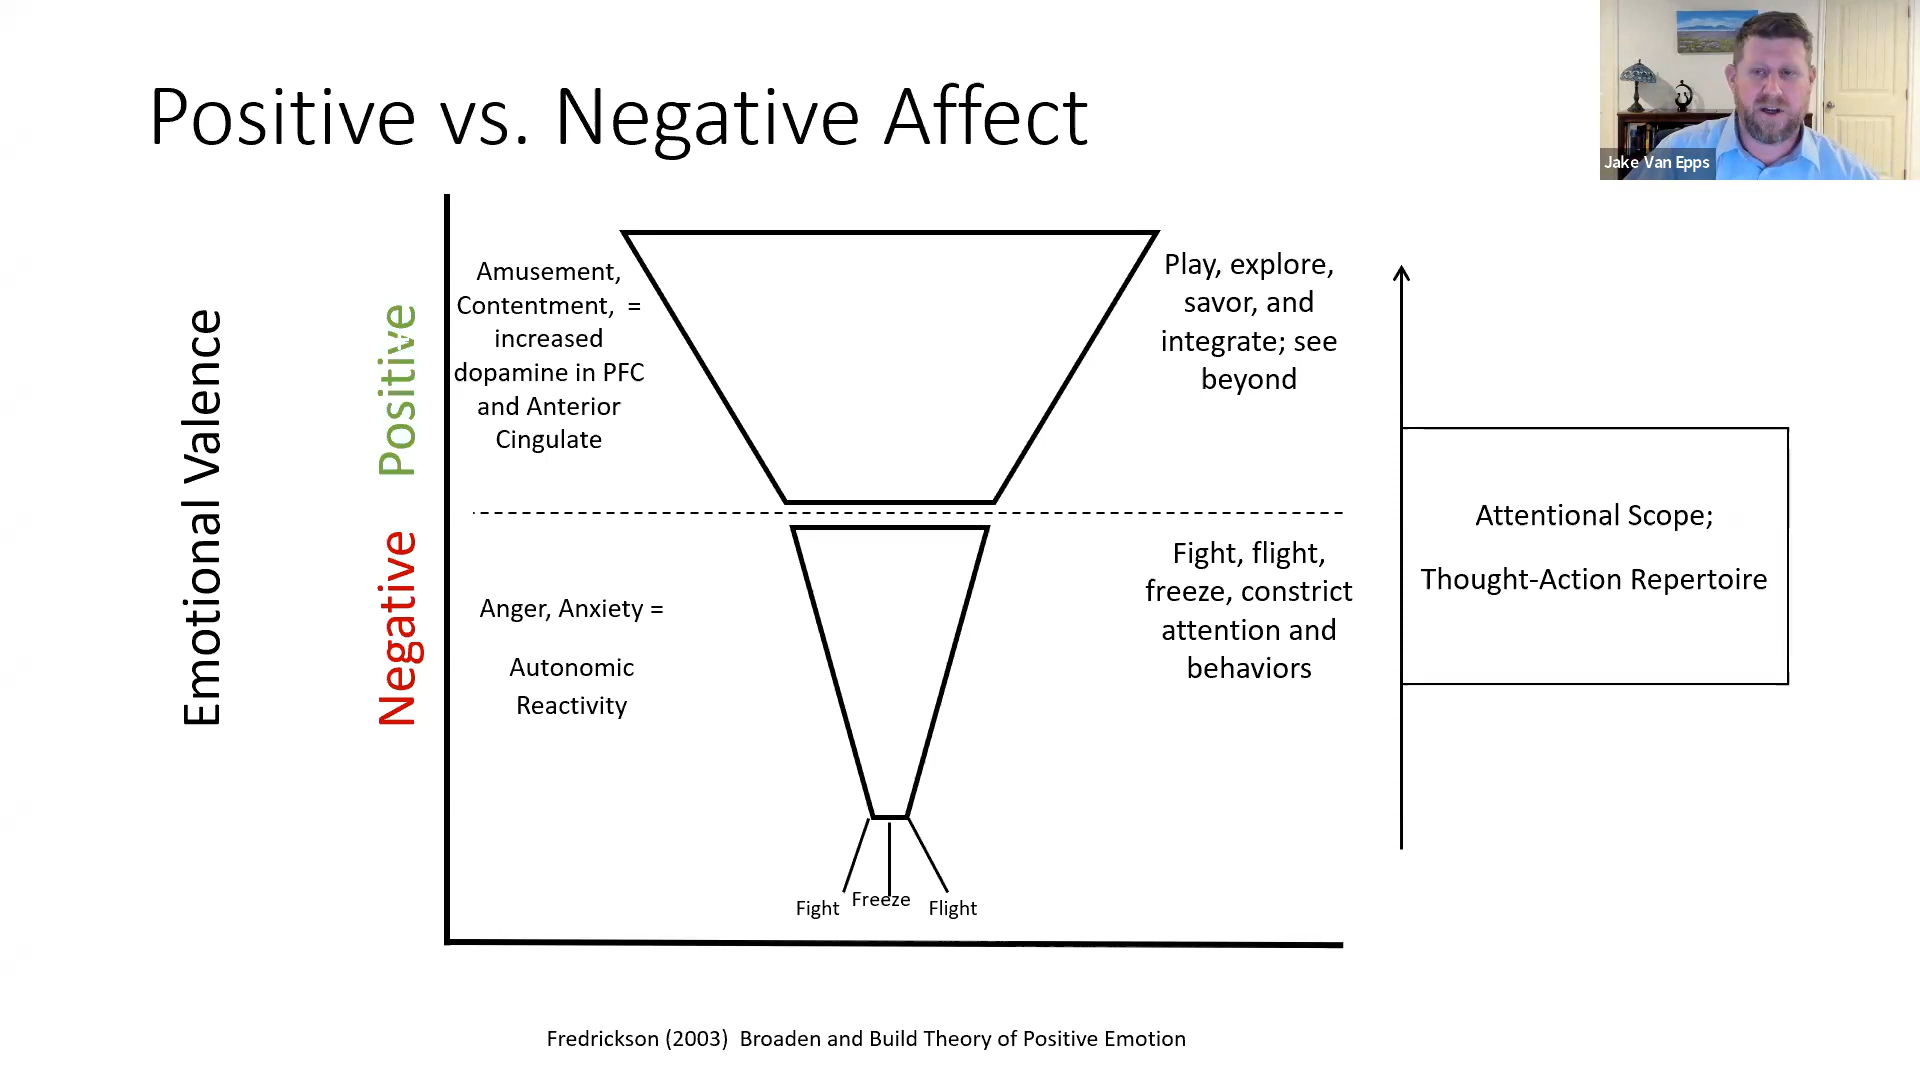 Positive vs. Negative Affect
Jake Van Epps
Emotional Valence
Positive
Negative
Amusement,
Contentment, =
increased
dopamine in PFC
and Anterior
Cingulate
Play, explore,
savor, and
integrate; see
beyond
Anger, Anxiety =
Autonomic
Reactivity
Fight, flight,
freeze, constrict
attention and
behaviors
Attentional Scope;
Thought-Action Repertoire
Fight
Freeze
Flight
Fredrickson (2003) Broaden and Build Theory of Positive Emotion